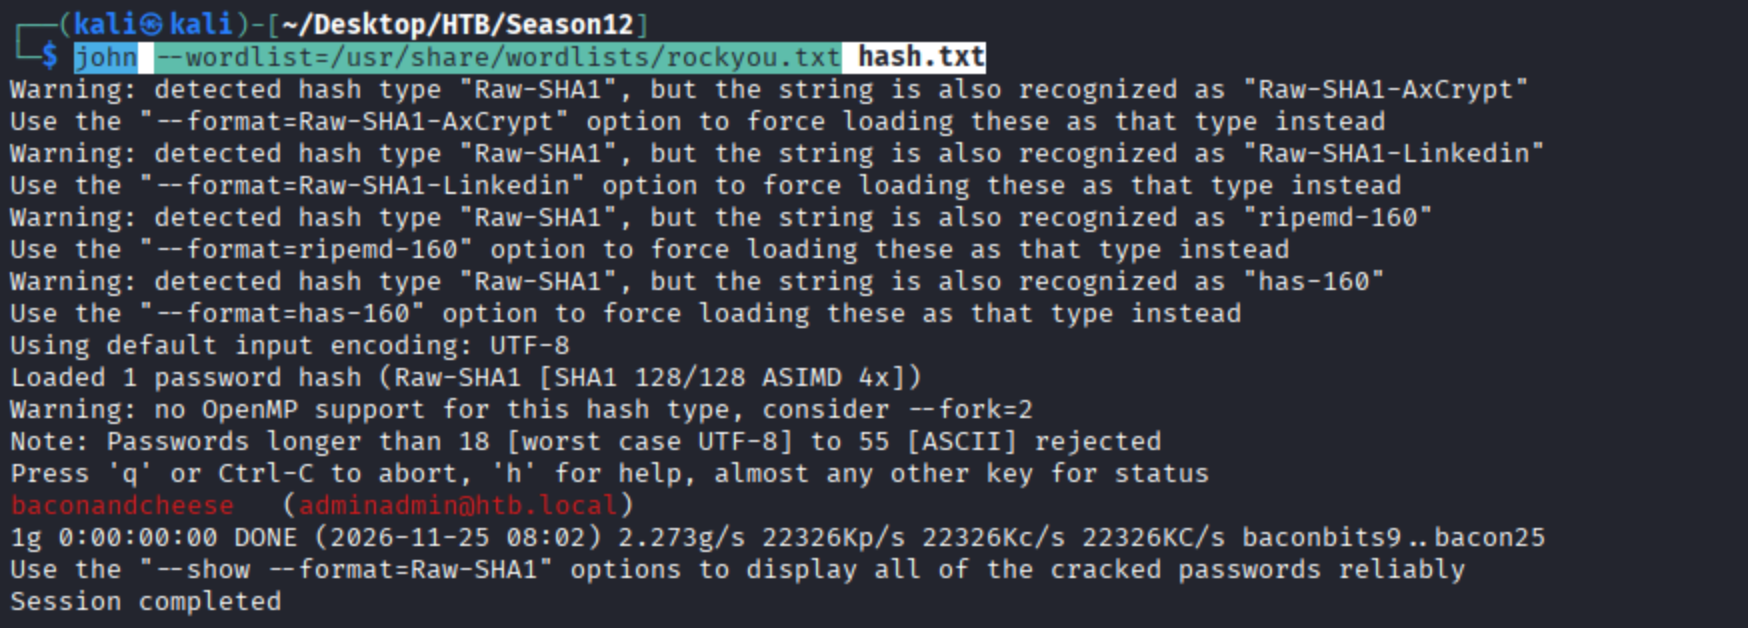 ┌──(kali㉿kali)-[~/Desktop/HTB/Season12]
└─$ john --wordlist=/usr/share/wordlists/rockyou.txt hash.txt
Warning: detected hash type "Raw-SHA1", but the string is also recognized as "Raw-SHA1-AxCrypt"
Use the "--format=Raw-SHA1-AxCrypt" option to force loading these as that type instead
Warning: detected hash type "Raw-SHA1", but the string is also recognized as "Raw-SHA1-Linkedin"
Use the "--format=Raw-SHA1-Linkedin" option to force loading these as that type instead
Warning: detected hash type "Raw-SHA1", but the string is also recognized as "ripemd-160"
Use the "--format=ripemd-160" option to force loading these as that type instead
Warning: detected hash type "Raw-SHA1", but the string is also recognized as "has-160"
Use the "--format=has-160" option to force loading these as that type instead
Using default input encoding: UTF-8
Loaded 1 password hash (Raw-SHA1 [SHA1 128/128 ASIMD 4x])
Warning: no OpenMP support for this hash type, consider --fork=2
Note: Passwords longer than 18 [worst case UTF-8] to 55 [ASCII] rejected
Press 'q' or Ctrl-C to abort, 'h' for help, almost any other key for status
baconandcheese   (adminadmin@htb.local)
1g 0:00:00:00 DONE (2026-11-25 08:02) 2.273g/s 22326Kp/s 22326Kc/s 22326KC/s baconbits9..bacon25
Use the "--show --format=Raw-SHA1" options to display all of the cracked passwords reliably
Session completed